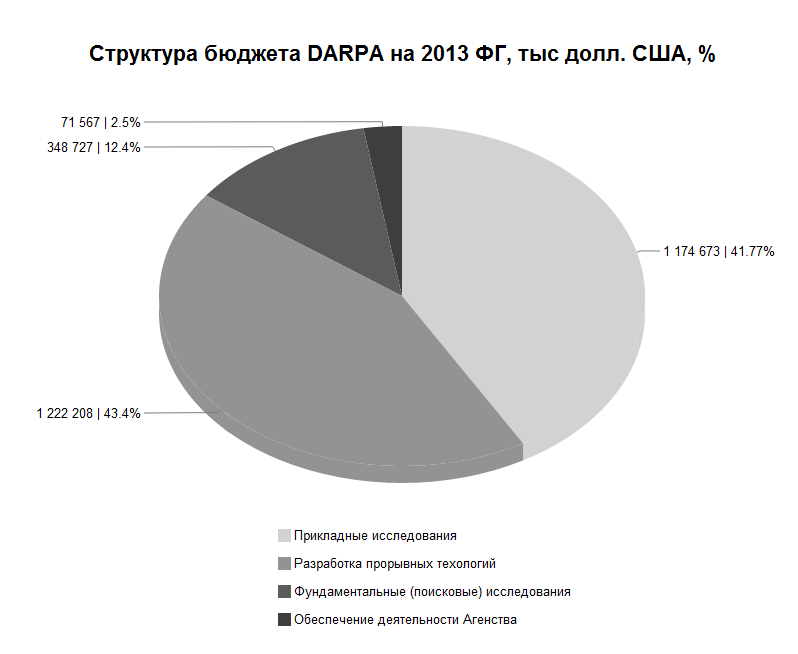 Структура бюджета DARPA на 2013 ФГ, тыс долл. США, %
71 567 | 2.5%
348 727 | 12.4%
1 174 673 | 41.77%
1 222 208 | 43.4%
Прикладные исследования
Разработка прорывных техологий
Фундаментальные (поисковые) исследования
Обеспечение деятельности Агенства